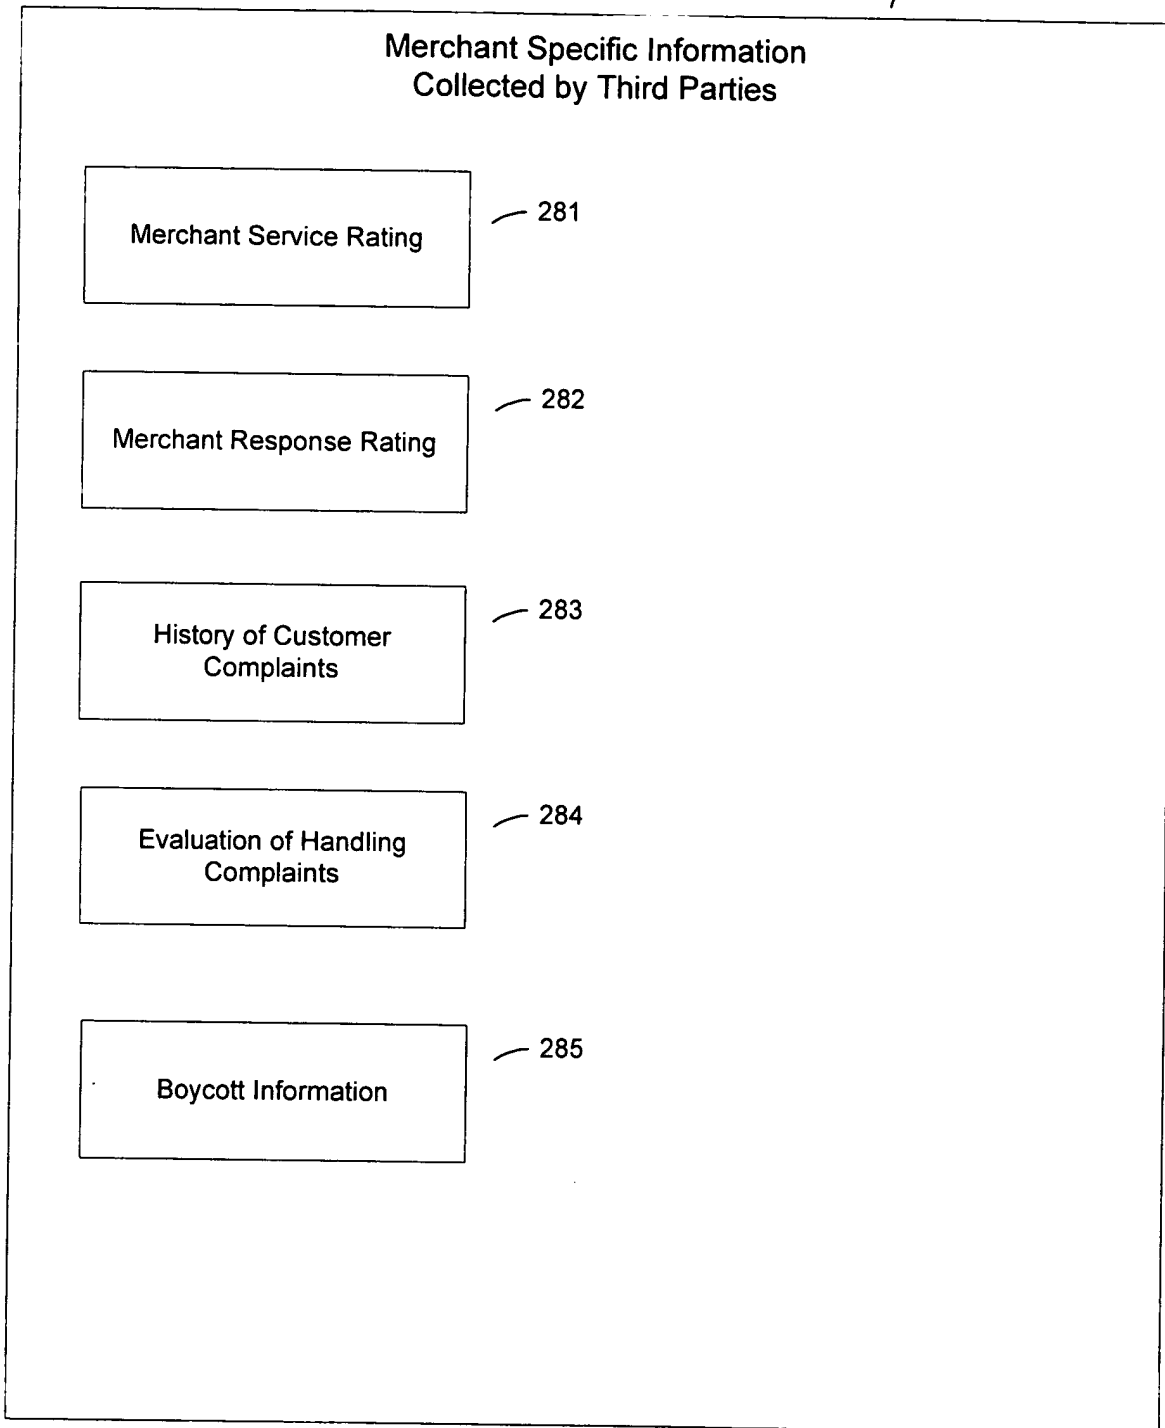 Merchant Specific Information
Collected by Third Parties
Merchant Service Rating
281
Merchant Response Rating
282
History of Customer
Complaints
283
Evaluation of Handling
Complaints
284
Boycott Information
285